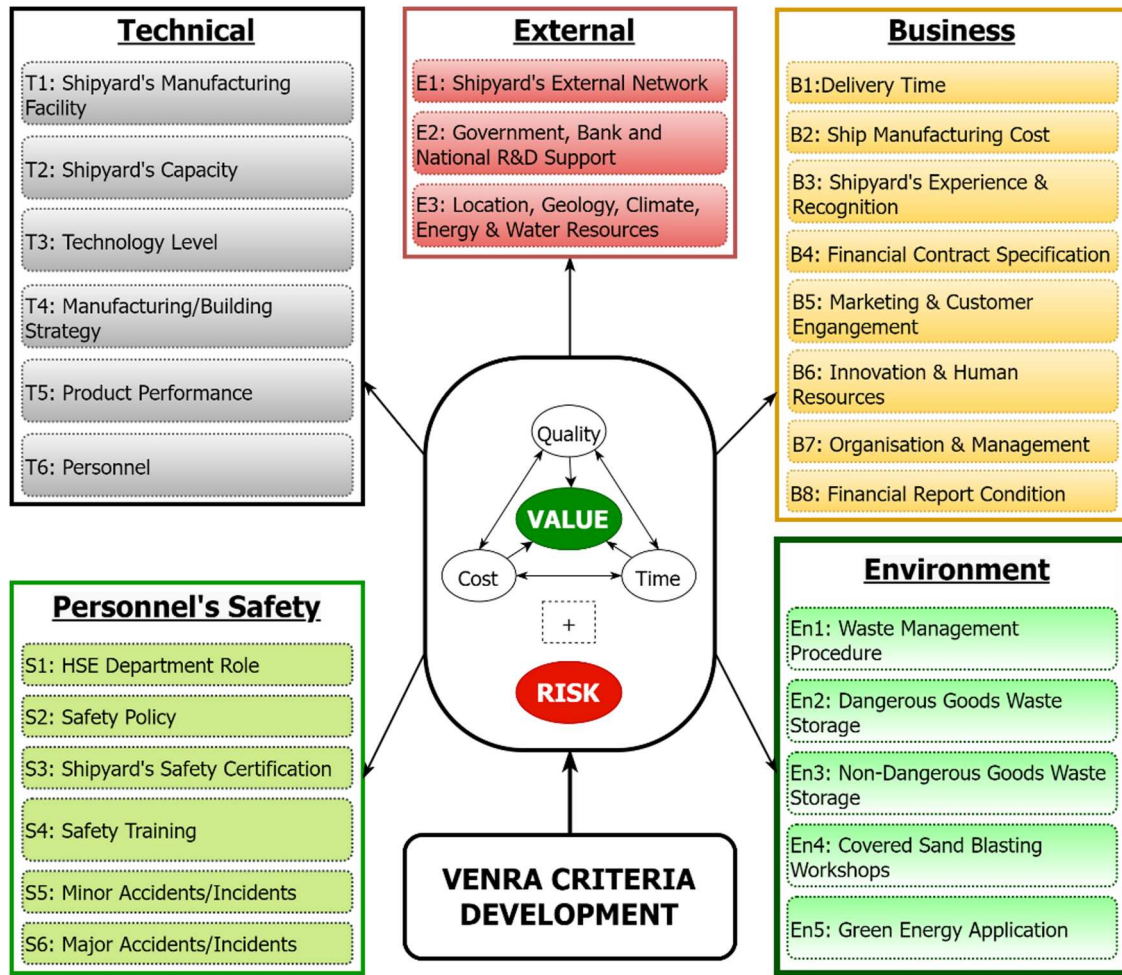 Technical
T1: Shipyard's Manufacturing
Facility
T2: Shipyard's Capacity
T3: Technology Level
T4: Manufacturing/Building
Strategy
T5: Product Performance
T6: Personnel
External
E1: Shipyard's External Network
E2: Government, Bank and
National R&D Support
E3: Location, Geology, Climate,
Energy & Water Resources
Business
B1:Delivery Time
B2: Ship Manufacturing Cost
B3: Shipyard's Experience &
Recognition
B4: Financial Contract Specification
B5: Marketing & Customer
Engangement
B6: Innovation & Human
Resources
B7: Organisation & Management
B8: Financial Report Condition
Quality
VALUE
Cost
Time
+
RISK
Personnel's Safety
S1: HSE Department Role
S2: Safety Policy
S3: Shipyard's Safety Certification
S4: Safety Training
S5: Minor Accidents/Incidents
S6: Major Accidents/Incidents
VENRA CRITERIA
DEVELOPMENT
Environment
En1: Waste Management
Procedure
En2: Dangerous Goods Waste
Storage
En3: Non-Dangerous Goods Waste
Storage
En4: Covered Sand Blasting
Workshops
En5: Green Energy Application